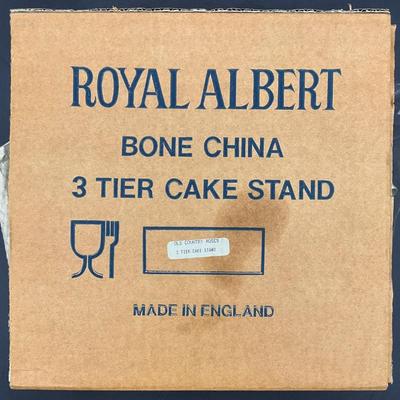 ROYAL ALBERT
BONE CHINA
3 TIER CAKE STAND
OLD COUNTRY ROSES
3 TIER CAKE STAND
MADE IN ENGLAND